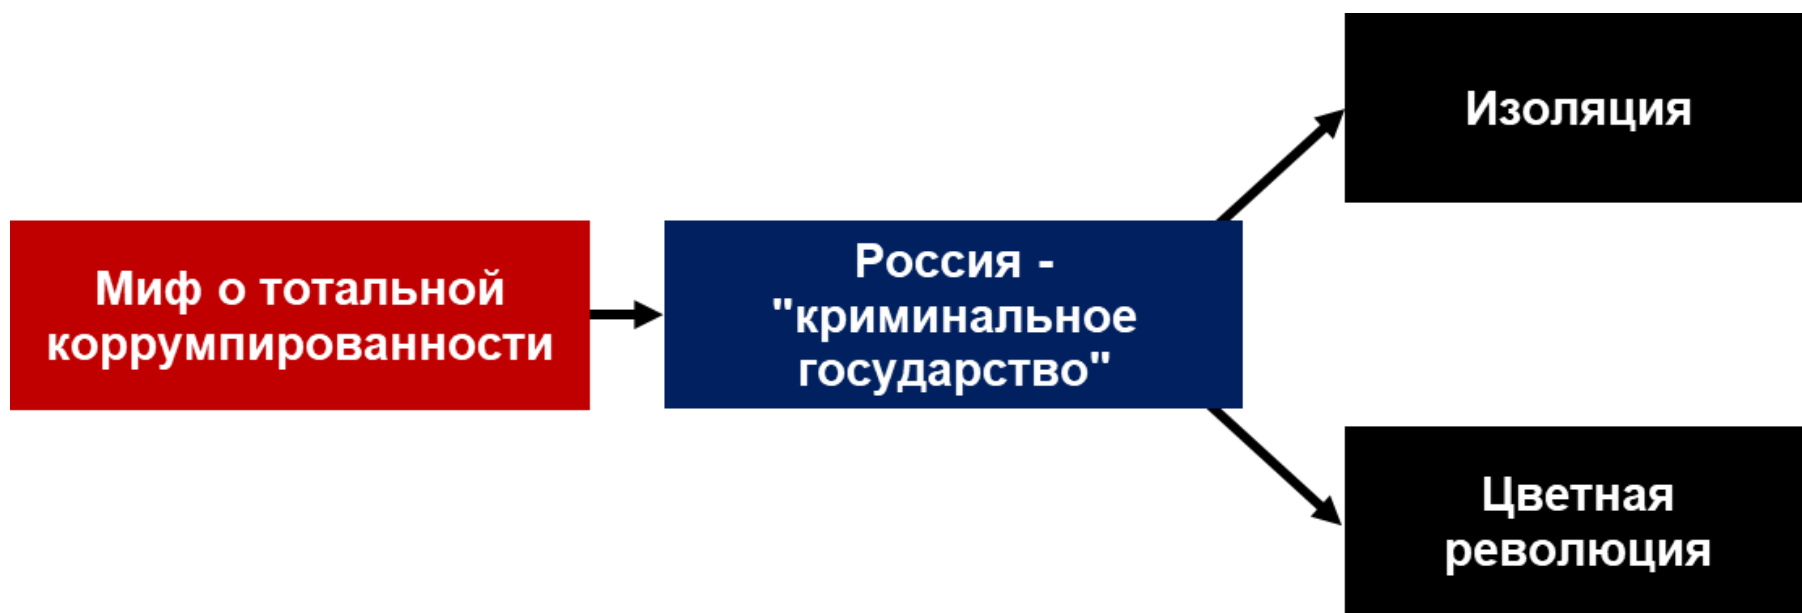 Миф о тотальной
коррумпированности
Россия -
"криминальное
государство"
Изоляция
Цветная
революция